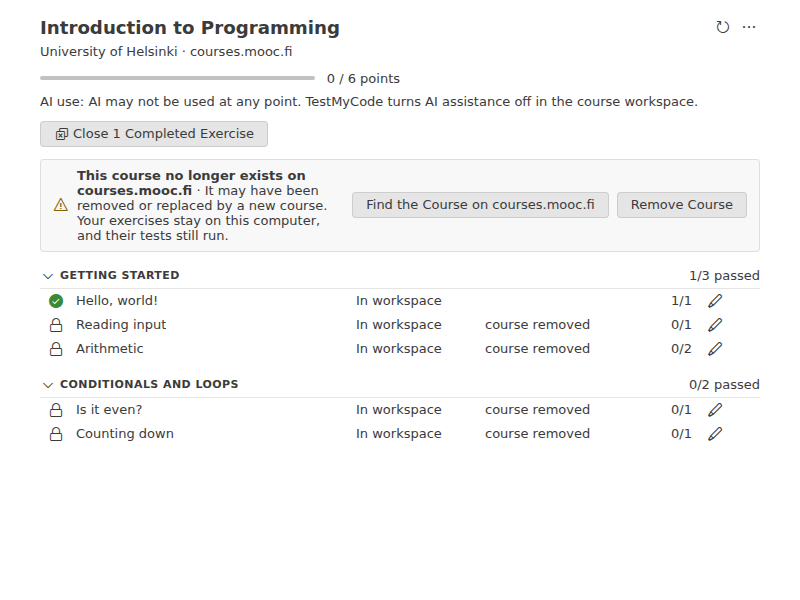 Introduction to Programming
University of Helsinki · courses.mooc.fi
0 / 6 points
AI use: AI may not be used at any point. TestMyCode turns AI assistance off in the course workspace.
Close 1 Completed Exercise
This course no longer exists on
courses.mooc.fi · It may have been
removed or replaced by a new course.
Your exercises stay on this computer,
and their tests still run.
Find the Course on courses.mooc.fi
Remove Course
GETTING STARTED 1/3 passed
Hello, world! In workspace 1/1
Reading input In workspace course removed 0/1
Arithmetic In workspace course removed 0/2
CONDITIONALS AND LOOPS 0/2 passed
Is it even? In workspace course removed 0/1
Counting down In workspace course removed 0/1